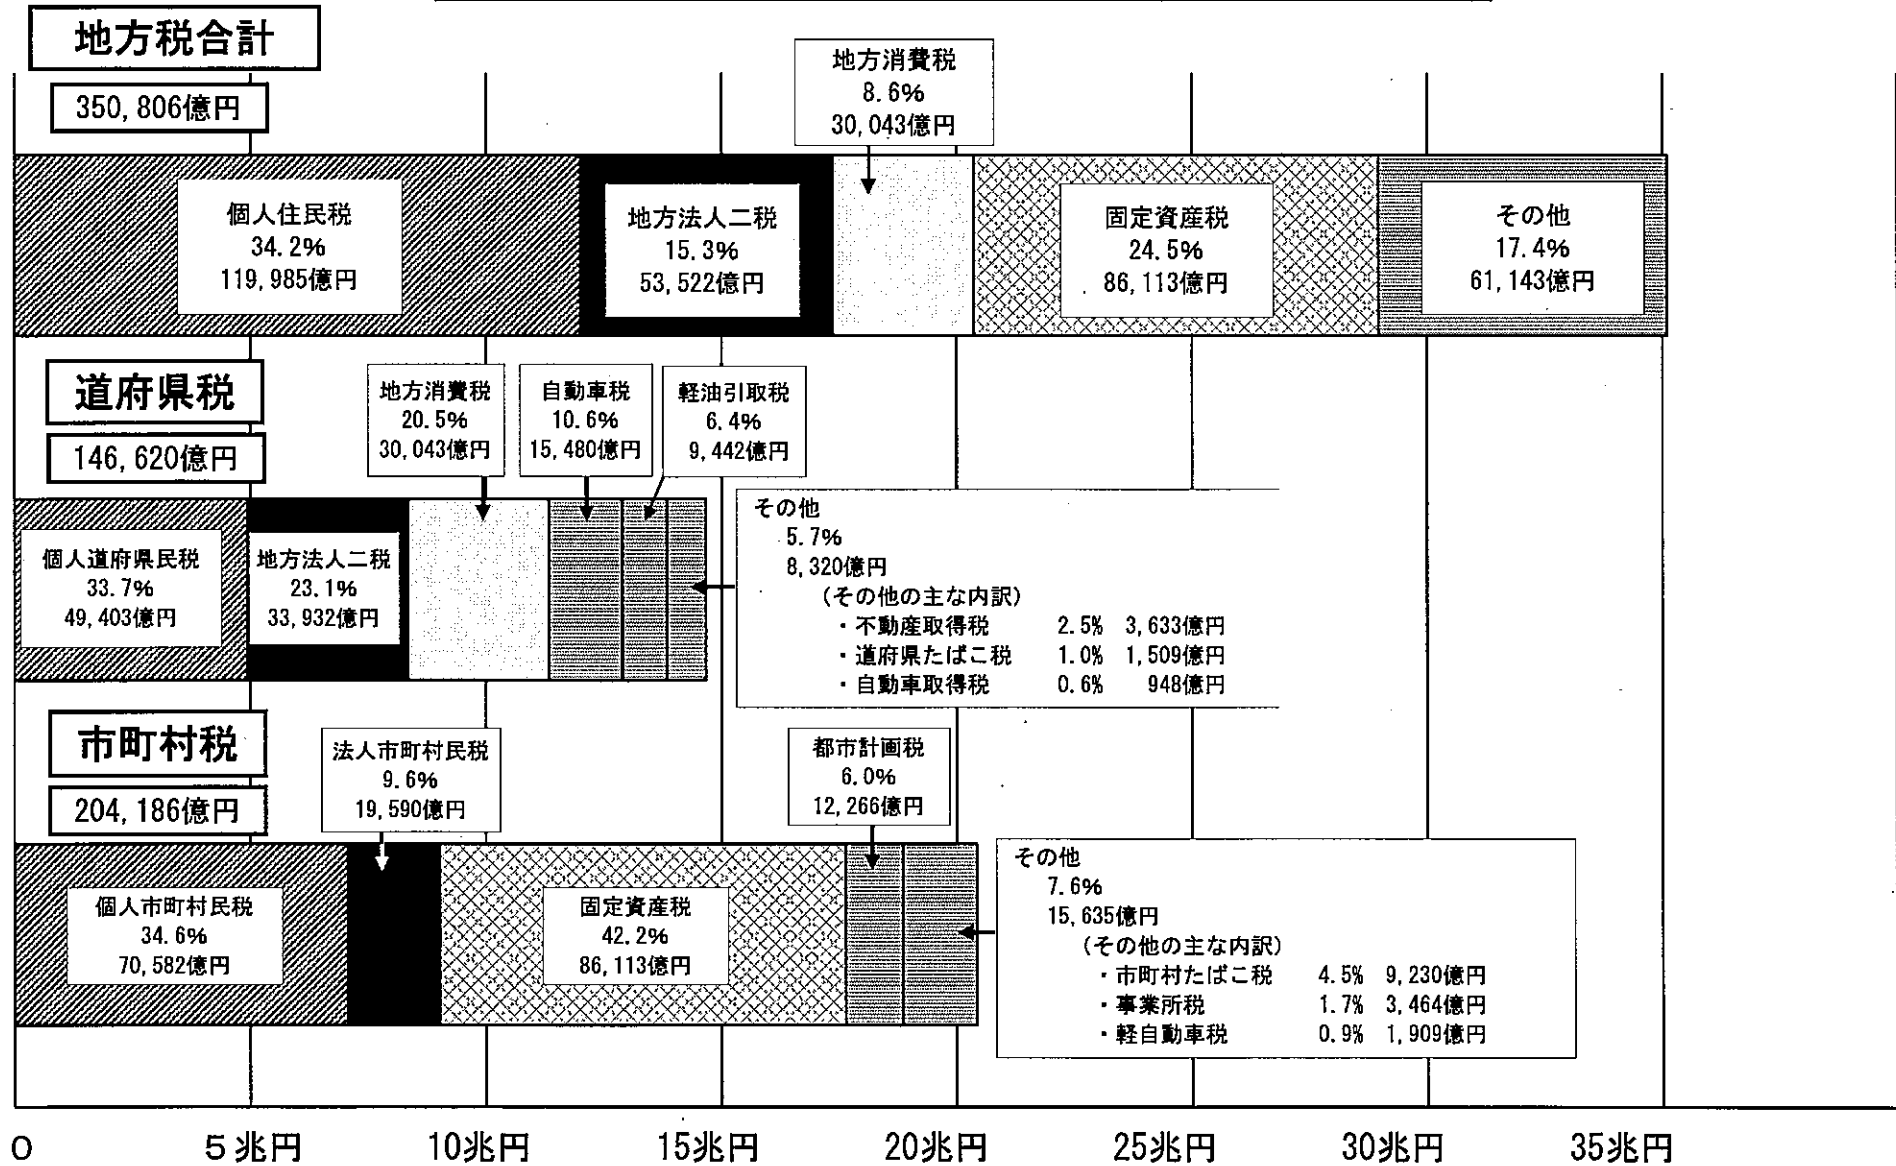 地方税合計
350,806億円
地方消費税
8.6%
30,043億円
個人住民税
34.2%
119,985億円
地方法人二税
15.3%
53,522億円
固定資産税
24.5%
86,113億円
その他
17.4%
61,143億円
道府県税
146,620億円
地方消費税
20.5%
30,043億円
自動車税
10.6%
15,480億円
軽油引取税
6.4%
9,442億円
個人道府県民税
33.7%
49,403億円
地方法人二税
23.1%
33,932億円
その他
5.7%
8,320億円
(その他の主な内訳)
・不動産取得税 2.5% 3,633億円
・道府県たばこ税 1.0% 1,509億円
・自動車取得税 0.6% 948億円
市町村税
204,186億円
法人市町村民税
9.6%
19,590億円
都市計画税
6.0%
12,266億円
個人市町村民税
34.6%
70,582億円
固定資産税
42.2%
86,113億円
その他
7.6%
15,635億円
(その他の主な内訳)
・市町村たばこ税 4.5% 9,230億円
・事業所税 1.7% 3,464億円
・軽自動車税 0.9% 1,909億円
0 5兆円 10兆円 15兆円 20兆円 25兆円 30兆円 35兆円